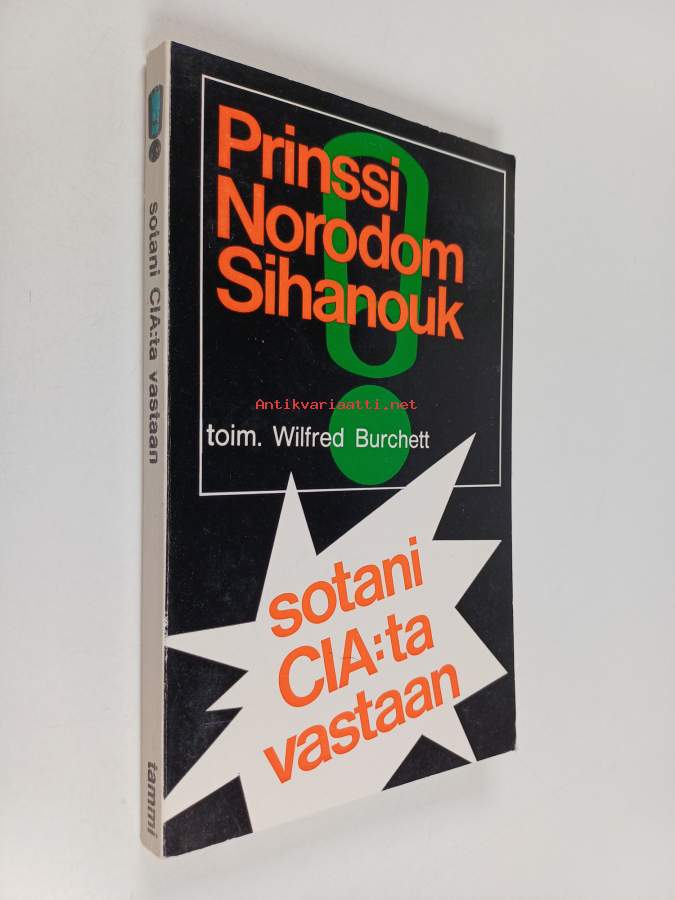 Prinssi
Norodom
Sihanouk
Antikvariaatti.net
toim. Wilfred Burchett
sotani
CIA:ta
vastaan
sotani CIA:ta vastaan
tammi